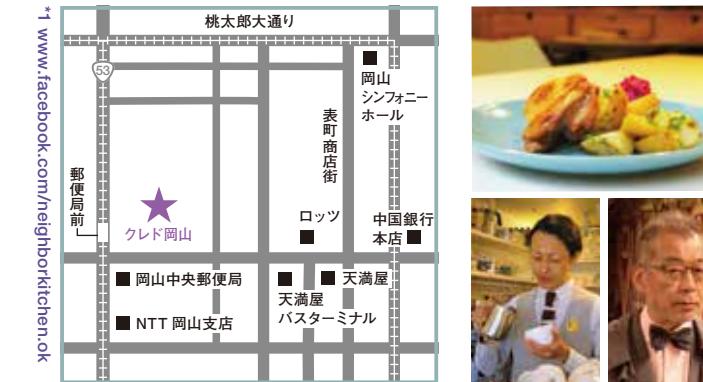 *1 www.facebook.com/neighborkitchen.ok
桃太郎大通り
53
岡山
シンフォニー
ホール
表町商店街
郵便局前
クレド岡山
ロッツ
中国銀行
本店
岡山中央郵便局
天満屋
天満屋
バスターミナル
NTT 岡山支店